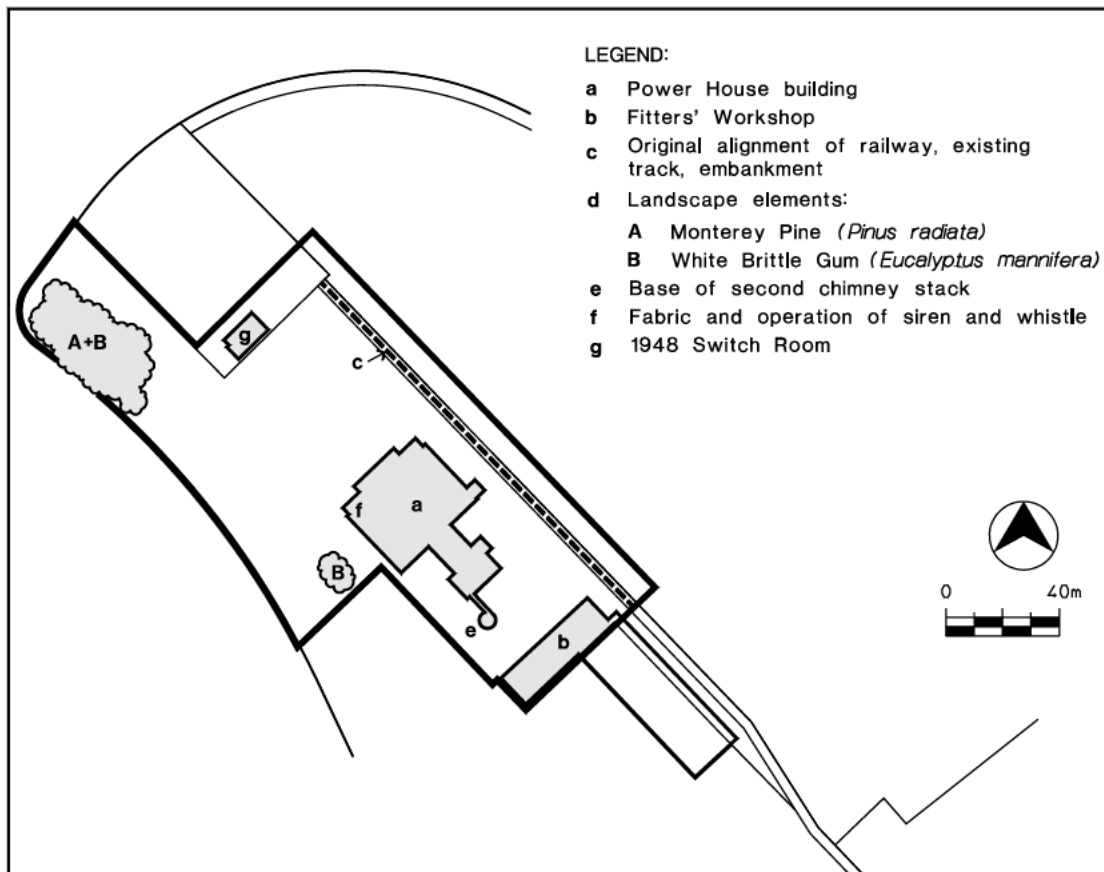 LEGEND:
a Power House building
b Fitters' Workshop
c Original alignment of railway, existing
track, embankment
d Landscape elements:
A Monterey Pine (Pinus radiata)
B White Brittle Gum (Eucalyptus mannifera)
e Base of second chimney stack
f Fabric and operation of siren and whistle
g 1948 Switch Room
A+B
g
c
f
a
B
e
b
0 40m